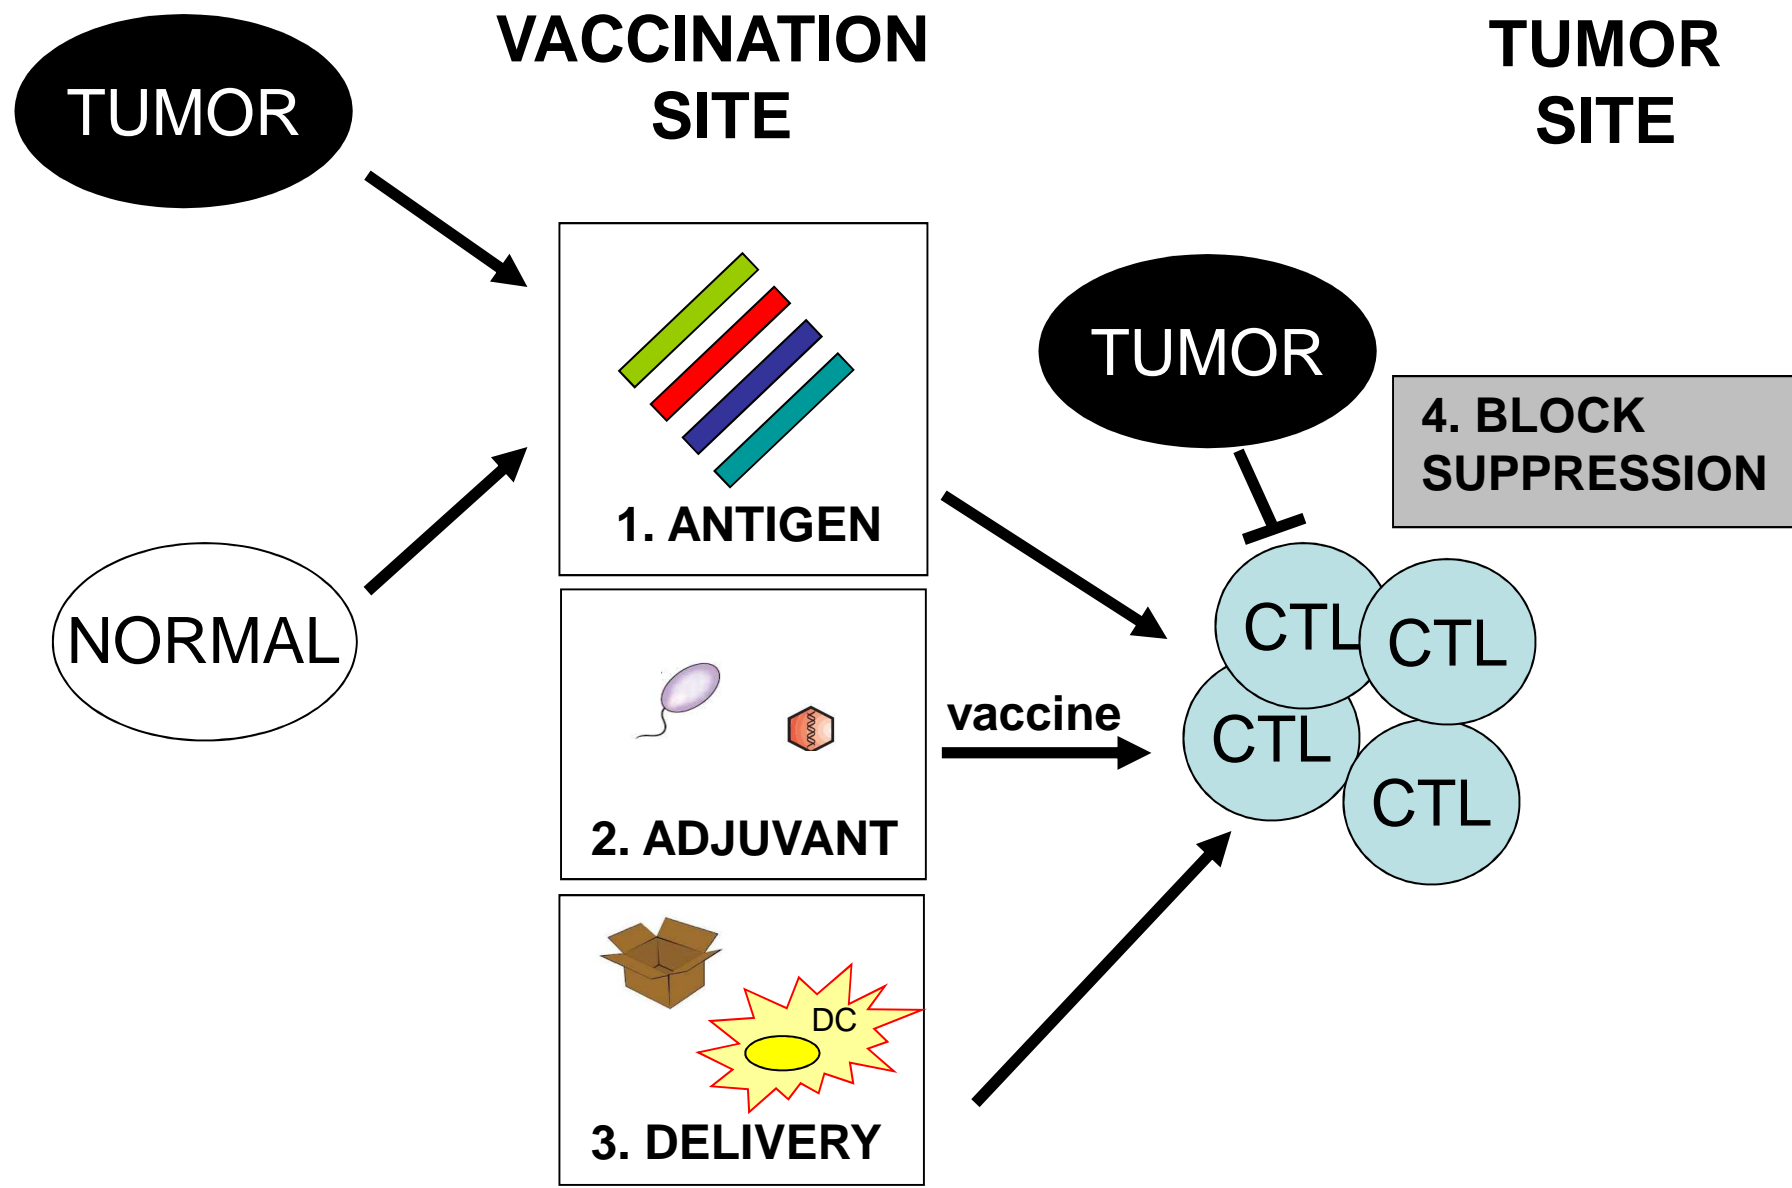 VACCINATION
SITE
TUMOR
SITE
TUMOR
NORMAL
1. ANTIGEN
2. ADJUVANT
DC
3. DELIVERY
vaccine
TUMOR
4. BLOCK
SUPPRESSION
CTL
CTL
CTL
CTL